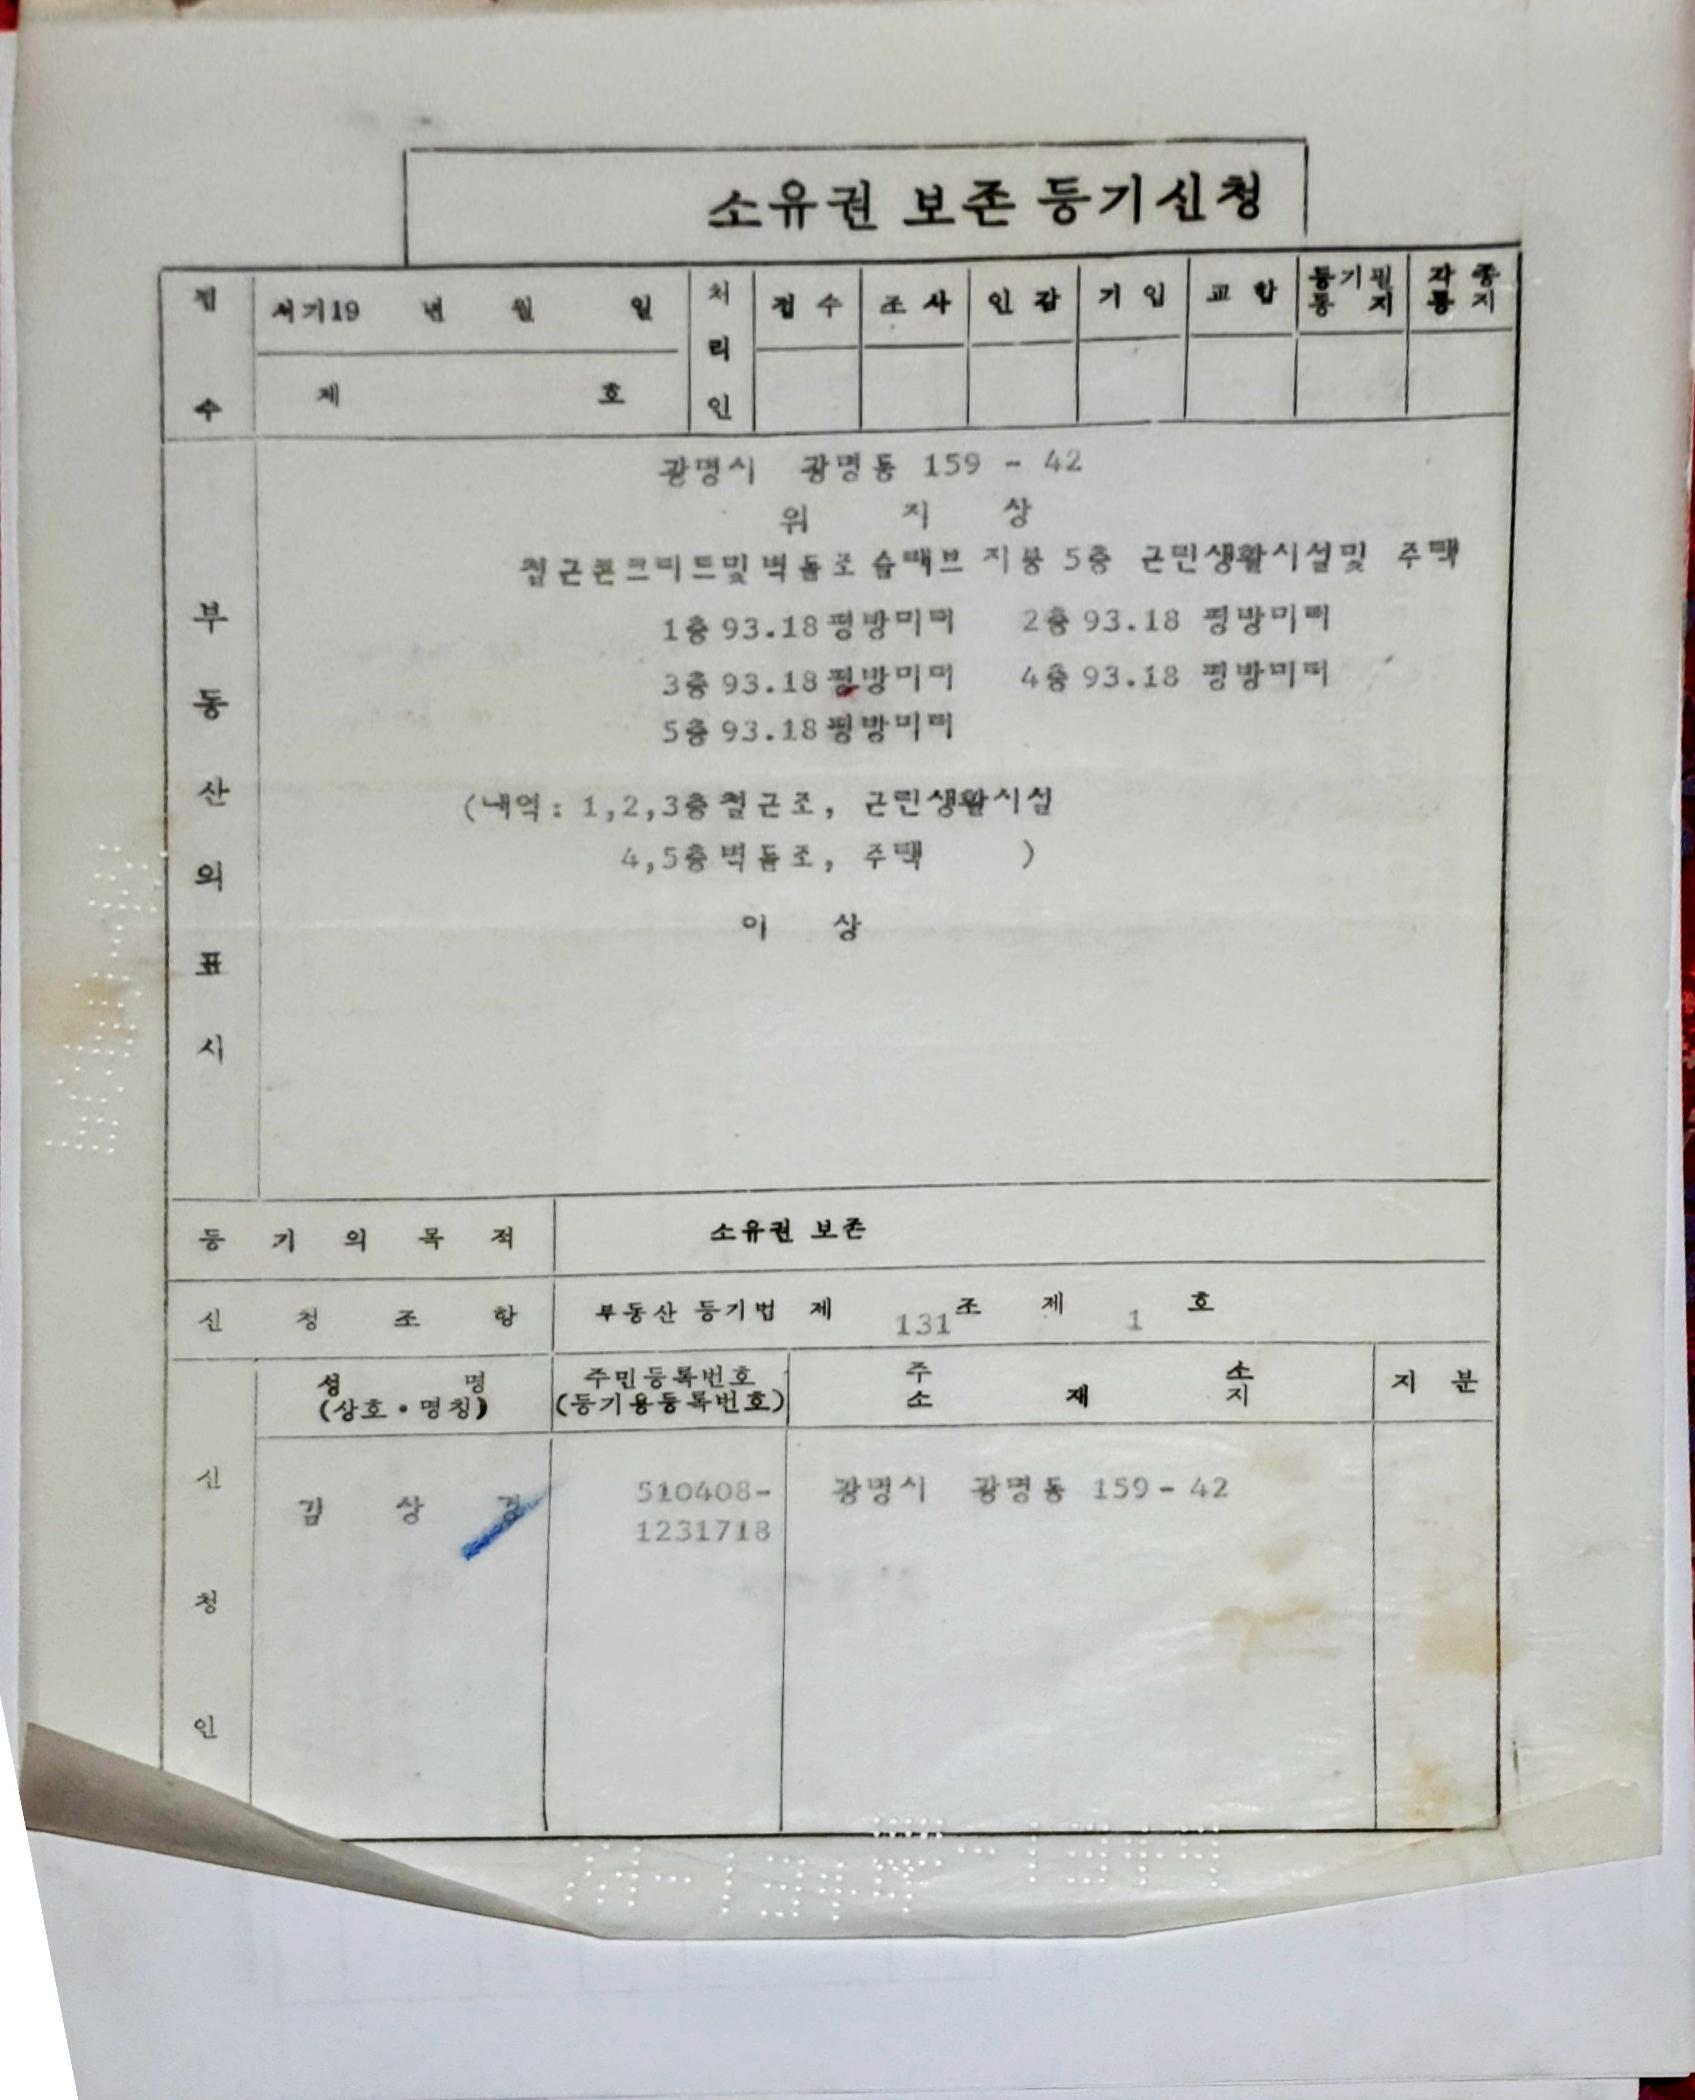 소유권 보존 등기신청
접수 서기19 년 월 일 처리인 접수 조사 인감 기입 교합 등기필통지 각종통지
제 호
부동산의표시
광명시 광명동 159 - 42
위 지 상
철근콘크리트및벽돌조슬래브 지붕 5층 근린생활시설및 주택
1층 93.18평방미터 2층 93.18 평방미터
3층 93.18평방미터 4층 93.18 평방미터
5층 93.18평방미터
(내역: 1,2,3층철근조, 근린생활시설
4,5층벽돌조, 주택 )
이 상
등 기 의 목 적 소유권 보존
신 청 조 항 부동산 등기법 제 131 조 제 1 호
신청인
성 명 주민등록번호 주 소 지 분
(상호·명칭) (등기용등록번호) 소 재 지
김 상 510408- 광명시 광명동 159 - 42
1231718